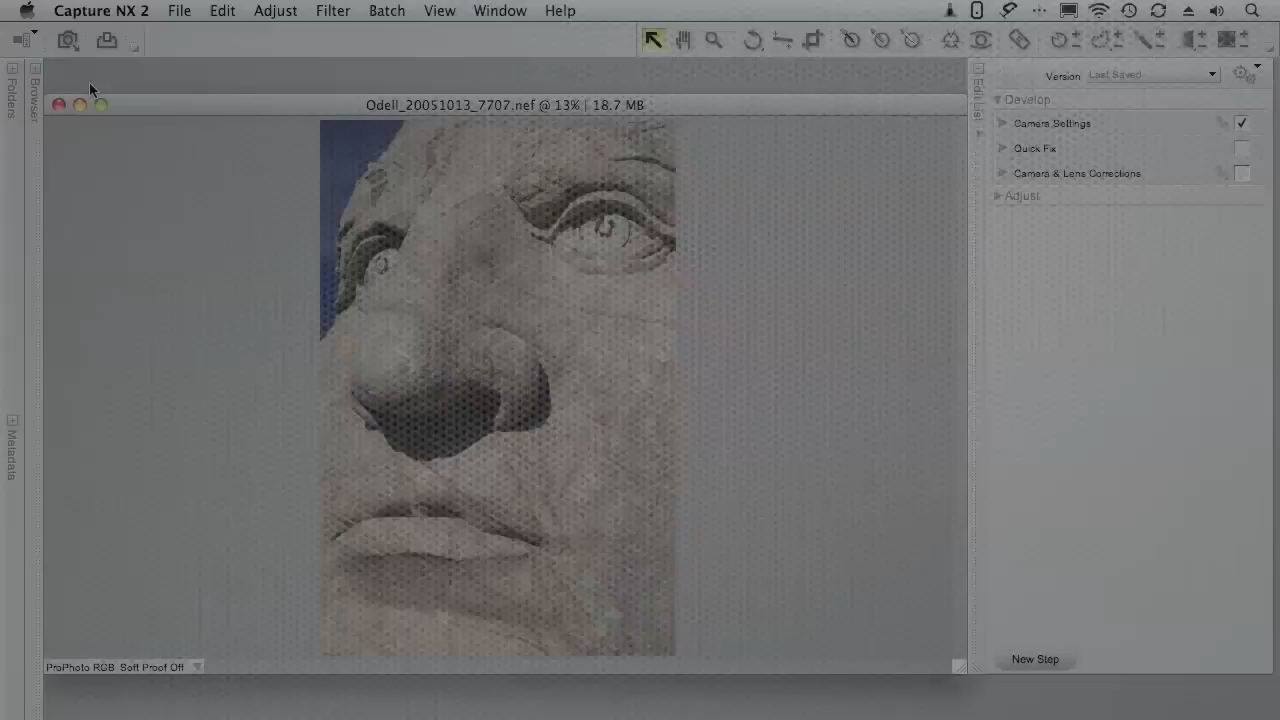 Capture NX 2 File Edit Adjust Filter Batch View Window Help
Folders
Browser
Metadata
Odell_20051013_7707.nef @ 13% | 18.7 MB
Edit List
Version Last Saved
Develop
Camera Settings
Quick Fix
Camera & Lens Corrections
Adjust
New Step
ProPhoto RGB Soft Proof Off